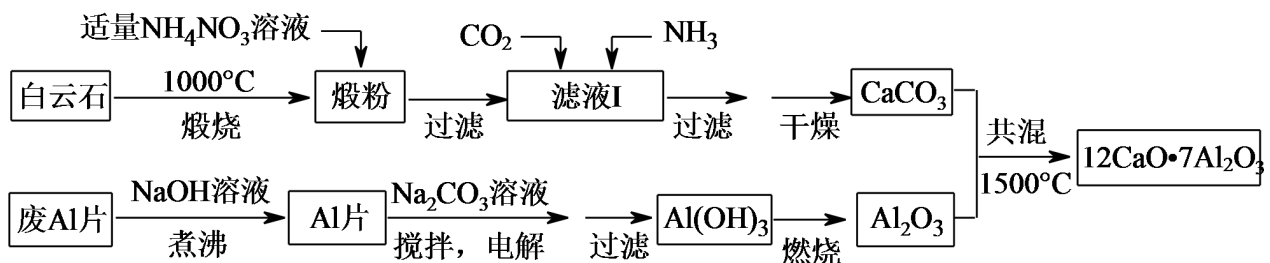 适量NH₄NO₃溶液
CO₂
NH₃
白云石
1000°C
煅烧
煅粉
过滤
滤液I
过滤
干燥
CaCO₃
共混
1500°C
12CaO•7Al₂O₃
废Al片
NaOH溶液
煮沸
Al片
Na₂CO₃溶液
搅拌，电解
过滤
Al(OH)₃
燃烧
Al₂O₃